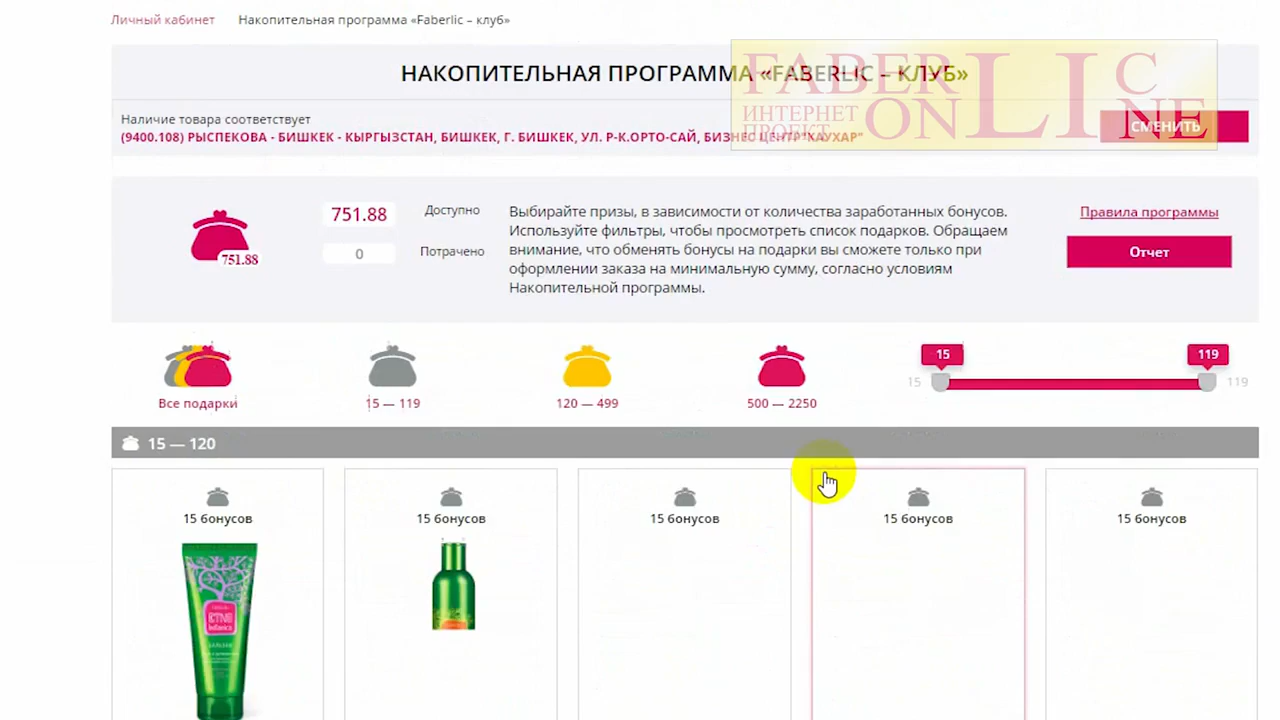 Личный кабинет Накопительная программа «Faberlic – клуб»
НАКОПИТЕЛЬНАЯ ПРОГРАММА «FABERLIC – КЛУБ»
FABERLIC
ONLINE
ИНТЕРНЕТ
ПРОЕКТ
Наличие товара соответствует
(9400.108) РЫСПЕКОВА - БИШКЕК - КЫРГЫЗСТАН, БИШКЕК, Г. БИШКЕК, УЛ. Р-К.ОРТО-САЙ, БИЗНЕС ЦЕНТР"КАУХАР"
СМЕНИТЬ
751.88
751.88 Доступно
0 Потрачено
Выбирайте призы, в зависимости от количества заработанных бонусов.
Используйте фильтры, чтобы просмотреть список подарков. Обращаем
внимание, что обменять бонусы на подарки вы сможете только при
оформлении заказа на минимальную сумму, согласно условиям
Накопительной программы.
Правила программы
Отчет
Все подарки
15 — 119
120 — 499
500 — 2250
15 119
15 119
15 — 120
15 бонусов 15 бонусов 15 бонусов 15 бонусов 15 бонусов
БАЛЬЗАМ